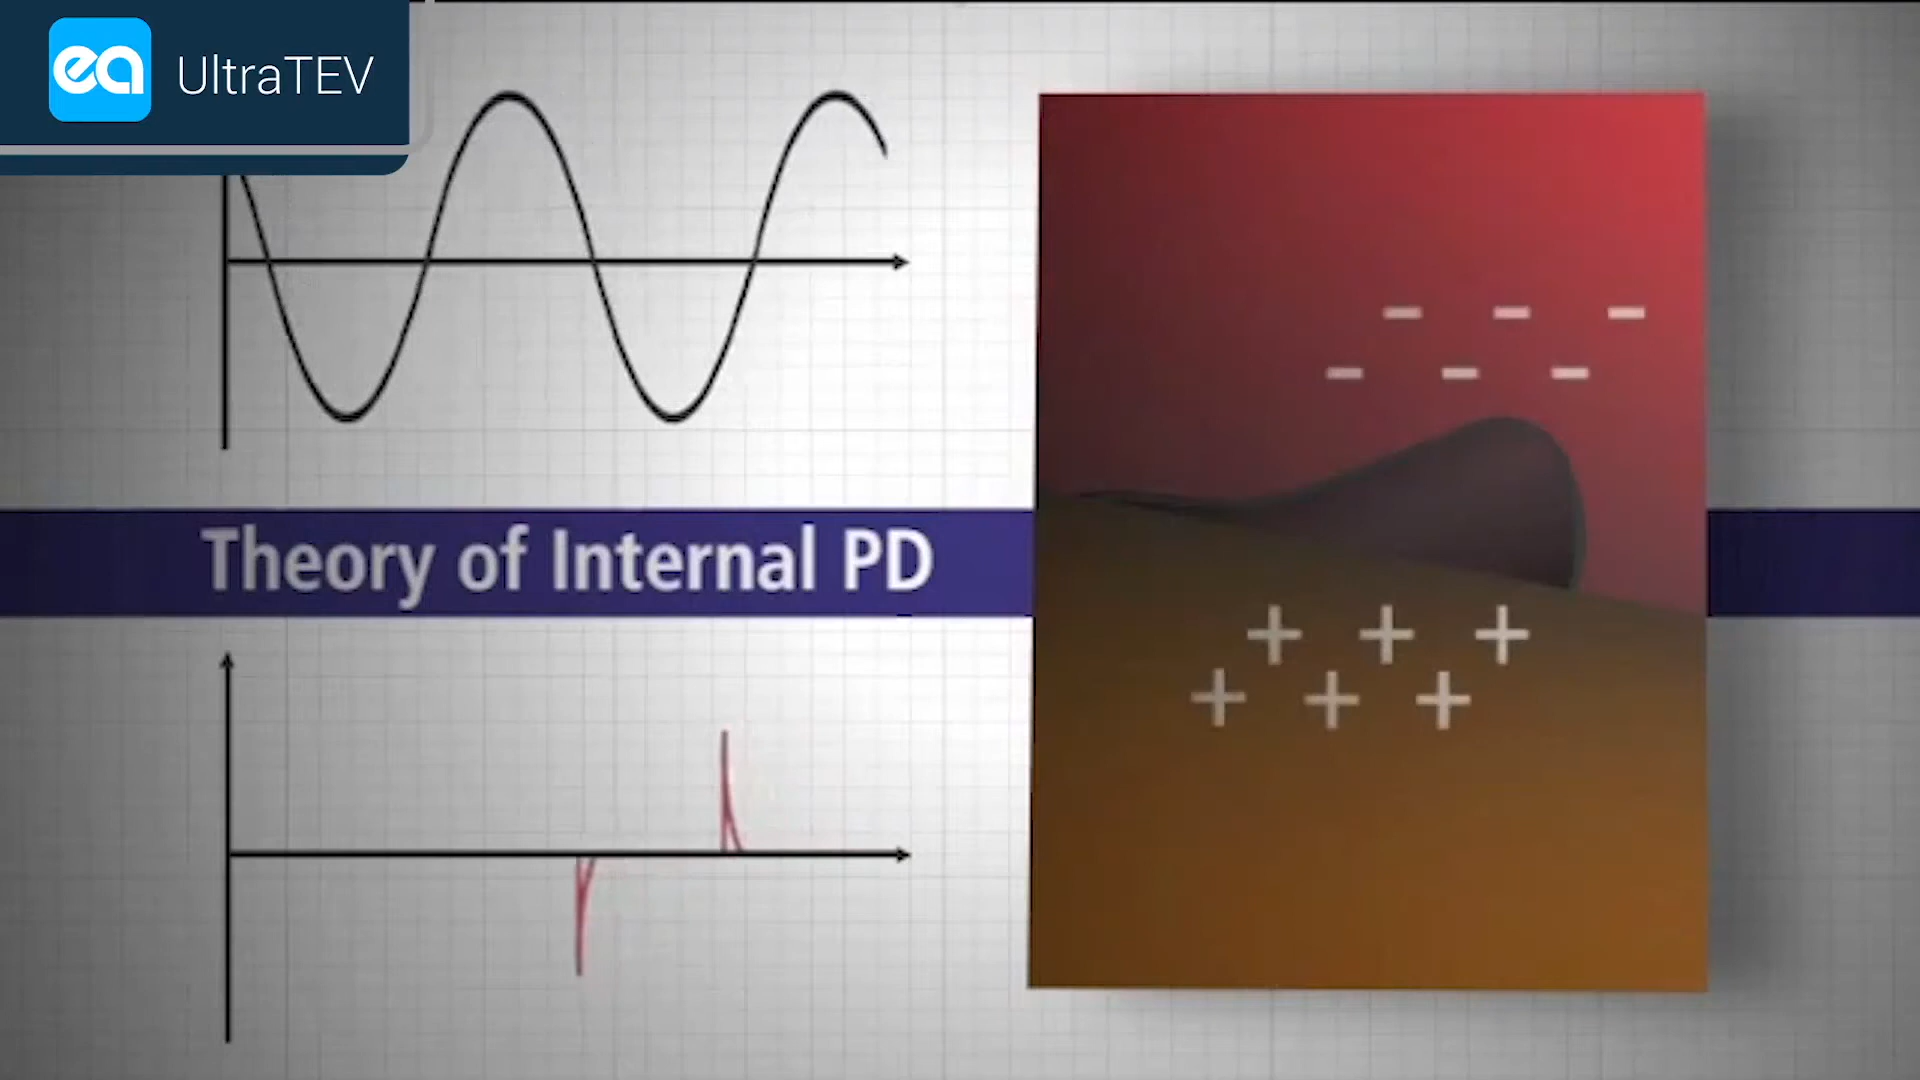 ea UltraTEV
Theory of Internal PD
- - -
- - -
+ + +
+ + +